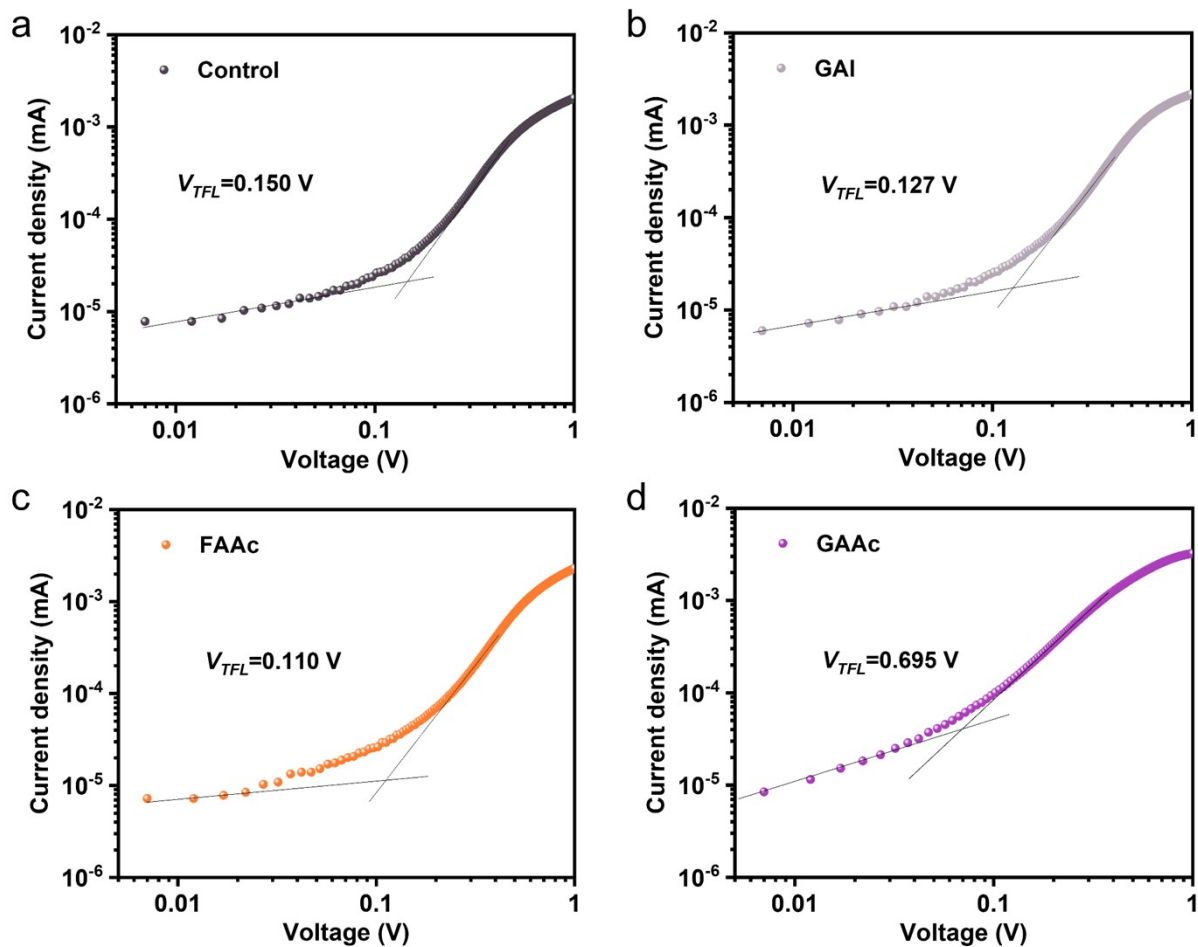 a
Control
V_TFL=0.150 V
Current density (mA)
10^-2
10^-3
10^-4
10^-5
10^-6
0.01 0.1 1
Voltage (V)
b
GAI
V_TFL=0.127 V
Current density (mA)
10^-2
10^-3
10^-4
10^-5
10^-6
0.01 0.1 1
Voltage (V)
c
FAAc
V_TFL=0.110 V
Current density (mA)
10^-2
10^-3
10^-4
10^-5
10^-6
0.01 0.1 1
Voltage (V)
d
GAAc
V_TFL=0.695 V
Current density (mA)
10^-2
10^-3
10^-4
10^-5
10^-6
0.01 0.1 1
Voltage (V)